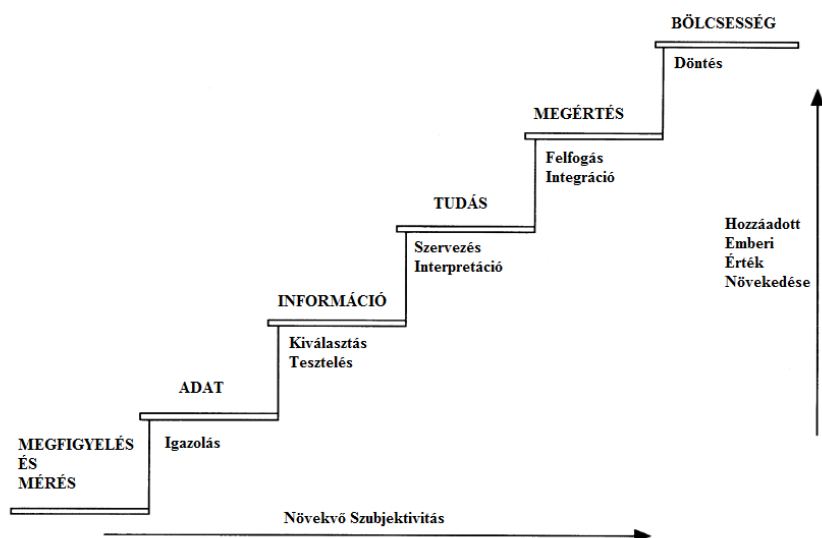 BÖLCSESSÉG
Döntés
MEGÉRTÉS
Felfogás
Integráció
TUDÁS
Szervezés
Interpretáció
Hozzáadott
Emberi
Érték
Növekedése
INFORMÁCIÓ
Kiválasztás
Tesztelés
ADAT
Igazolás
MEGFIGYELÉS
ÉS
MÉRÉS
Növekvő Szubjektivitás